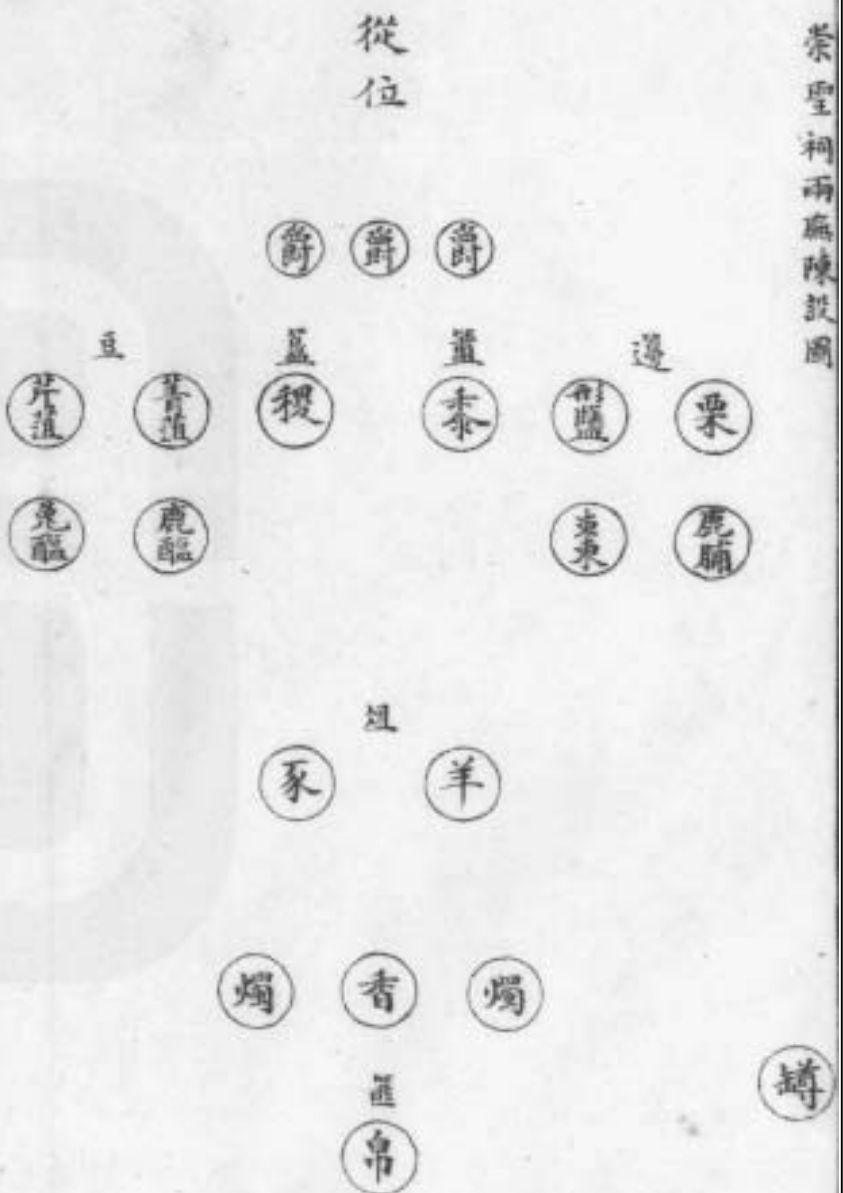 崇聖祠兩廡陳設圖
從位
爵 爵 爵
籩 簠 簋 豆
栗 形鹽 黍 稷 菁菹 芹菹
鹿脯 棗 鹿醢 兔醢
俎
羊 豕
燭 香 燭
罇
篚
帛